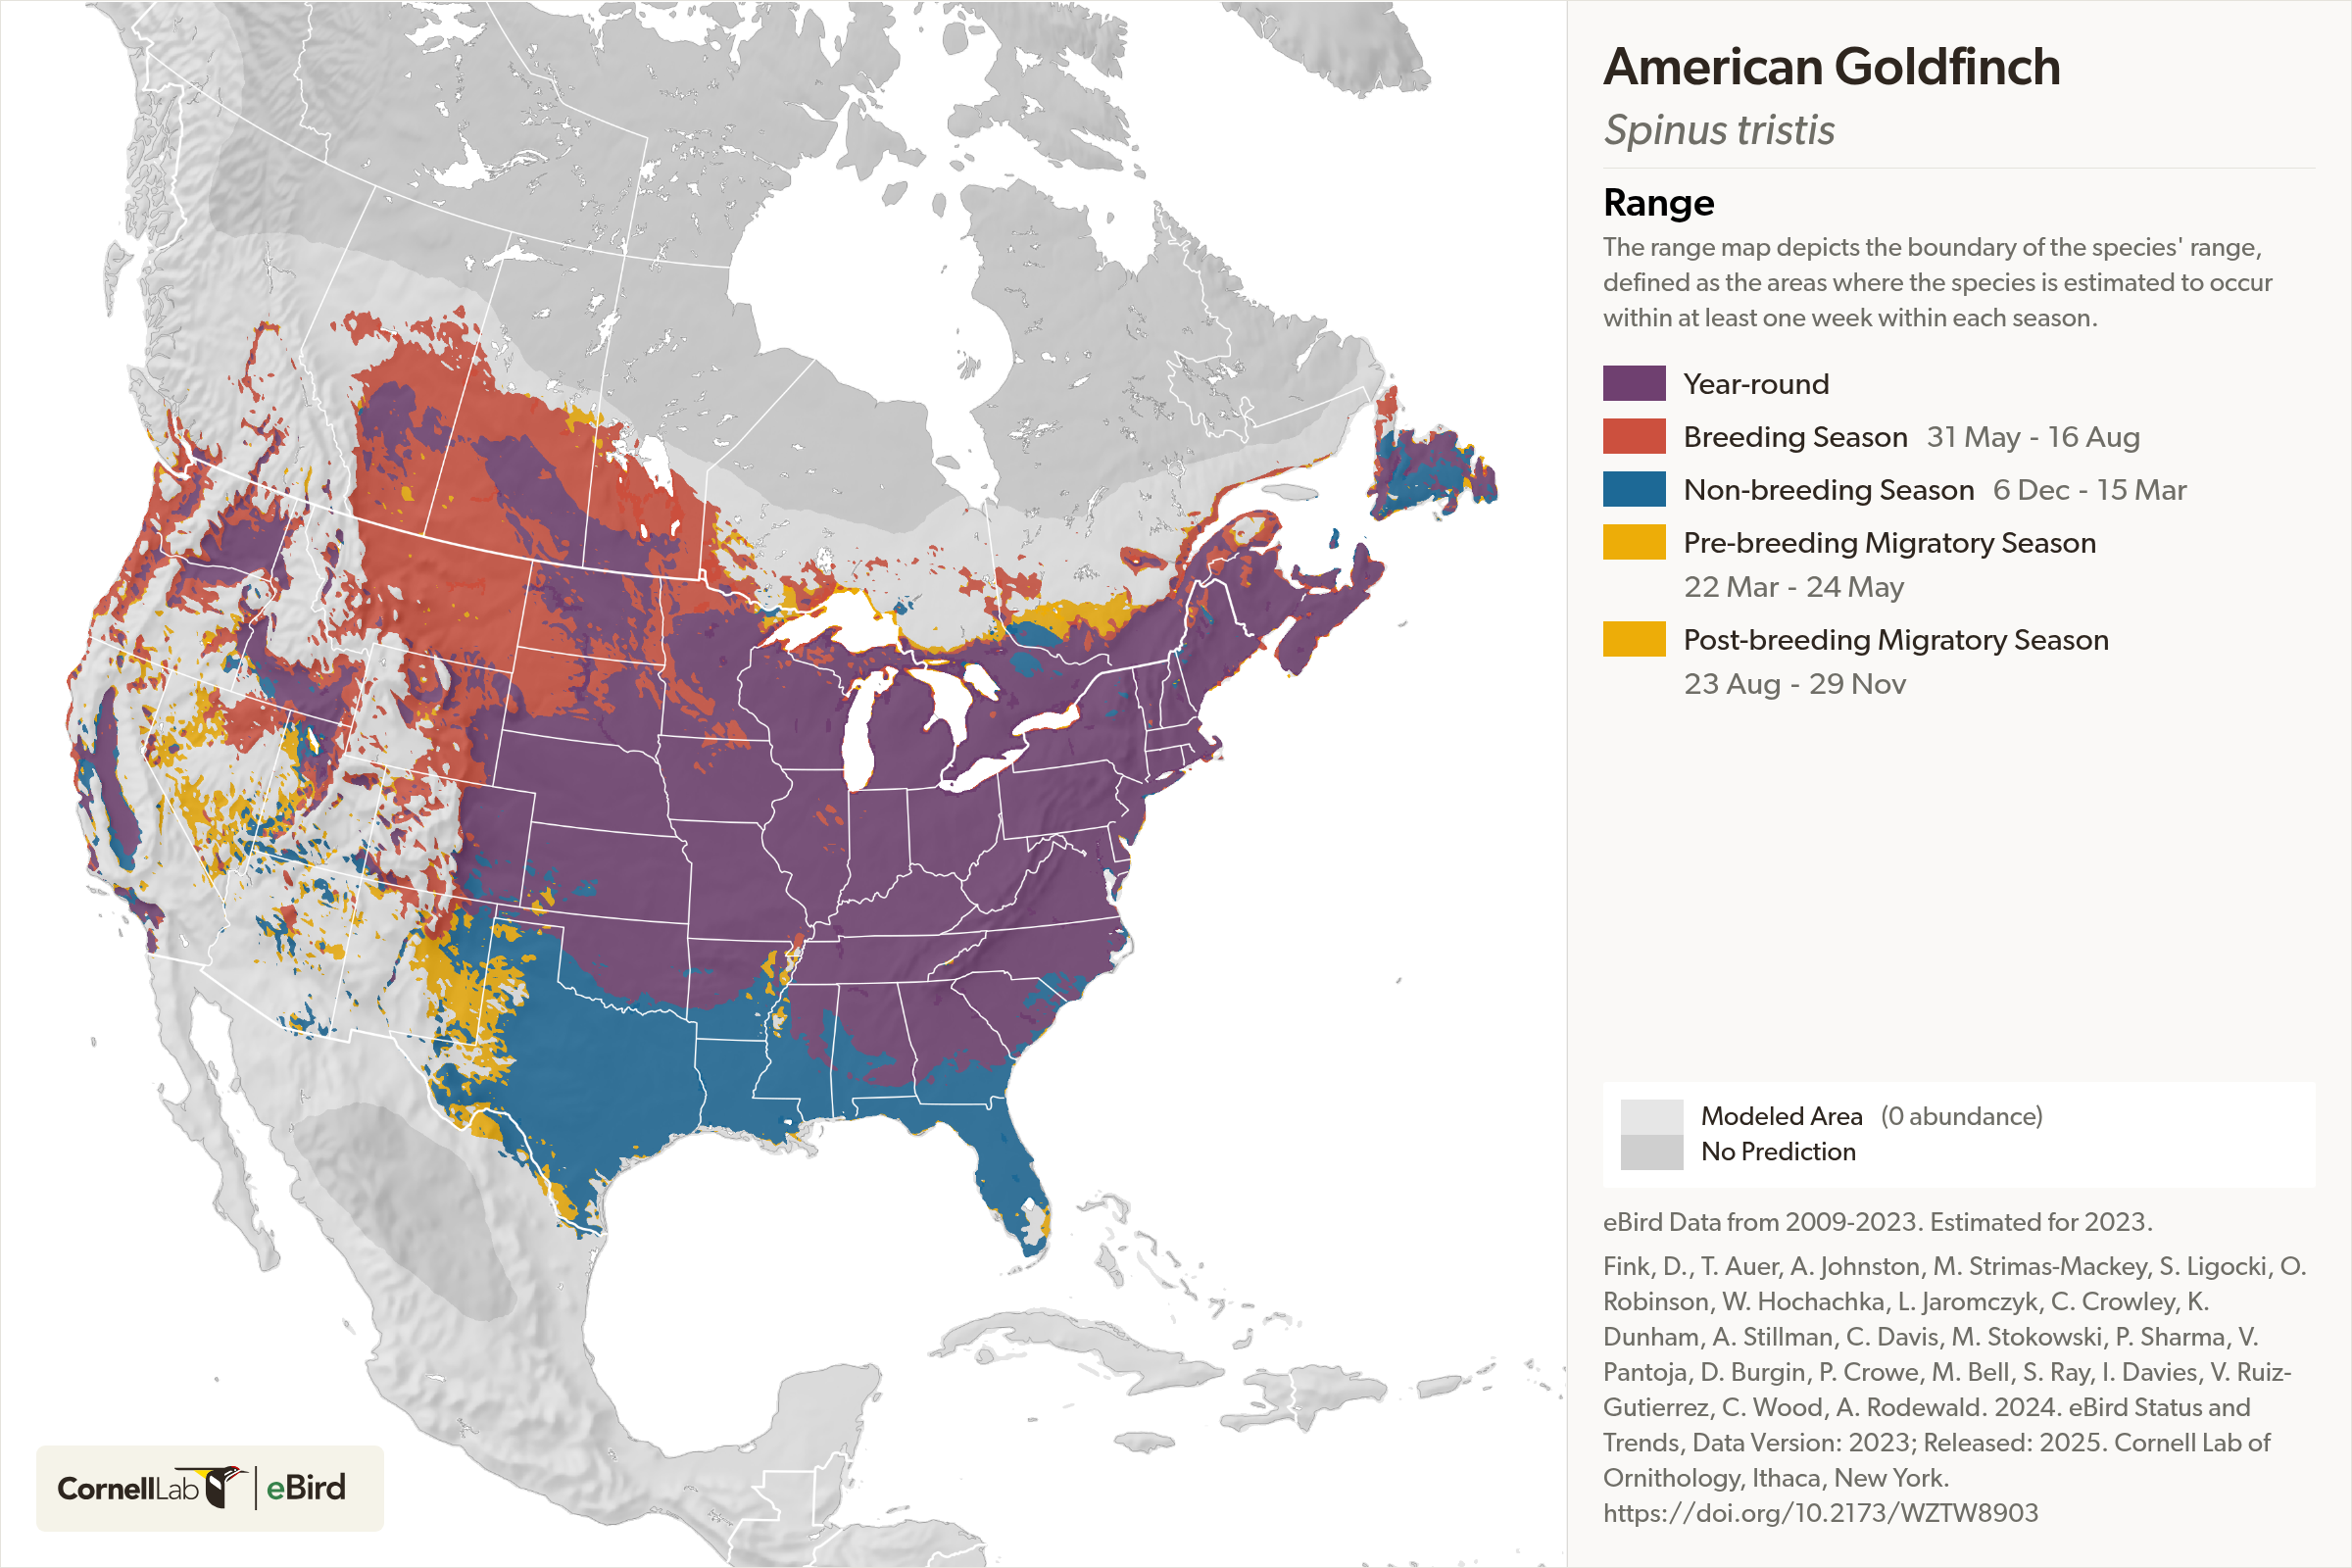 American Goldfinch
Spinus tristis
Range
The range map depicts the boundary of the species' range,
defined as the areas where the species is estimated to occur
within at least one week within each season.
Year-round
Breeding Season 31 May - 16 Aug
Non-breeding Season 6 Dec - 15 Mar
Pre-breeding Migratory Season
22 Mar - 24 May
Post-breeding Migratory Season
23 Aug - 29 Nov
Modeled Area (0 abundance)
No Prediction
eBird Data from 2009-2023. Estimated for 2023.
Fink, D., T. Auer, A. Johnston, M. Strimas-Mackey, S. Ligocki, O.
Robinson, W. Hochachka, L. Jaromczyk, C. Crowley, K.
Dunham, A. Stillman, C. Davis, M. Stokowski, P. Sharma, V.
Pantoja, D. Burgin, P. Crowe, M. Bell, S. Ray, I. Davies, V. Ruiz-
Gutierrez, C. Wood, A. Rodewald. 2024. eBird Status and
Trends, Data Version: 2023; Released: 2025. Cornell Lab of
Ornithology, Ithaca, New York.
https://doi.org/10.2173/WZTW8903
CornellLab eBird